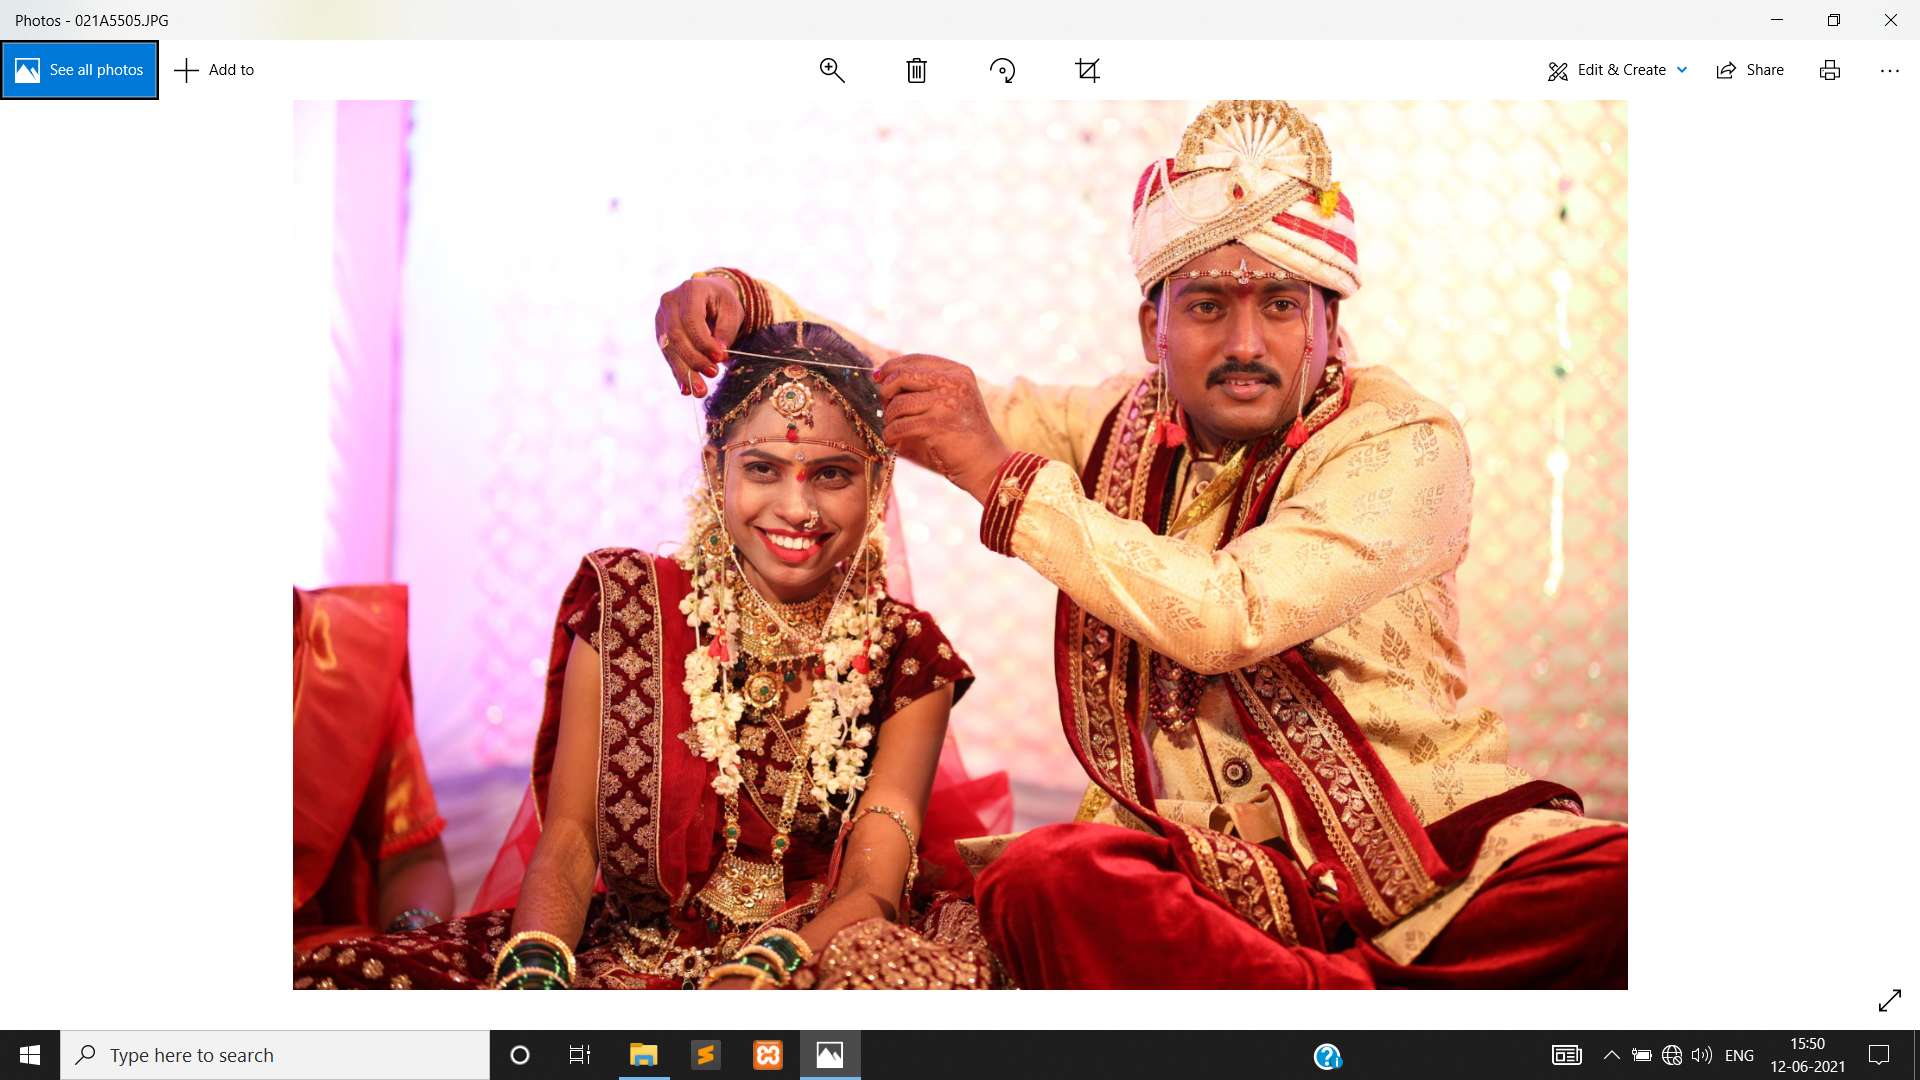 Photos - 021A5505.JPG
See all photos
Add to
Edit & Create
Share
Type here to search
ENG
15:50
12-06-2021